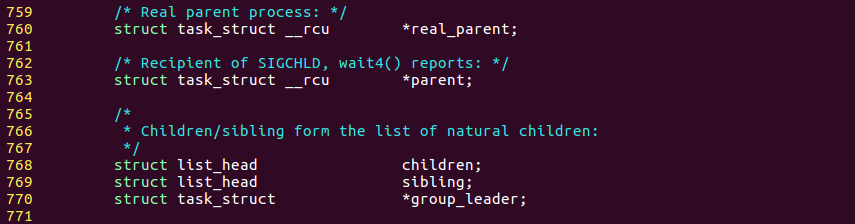 759 /* Real parent process: */
760 struct task_struct __rcu *real_parent;
761
762 /* Recipient of SIGCHLD, wait4() reports: */
763 struct task_struct __rcu *parent;
764
765 /*
766 * Children/sibling form the list of natural children:
767 */
768 struct list_head children;
769 struct list_head sibling;
770 struct task_struct *group_leader;
771